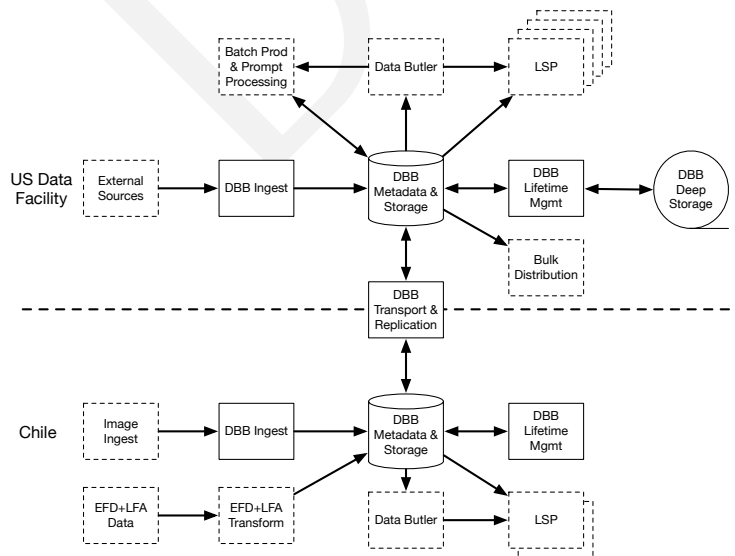 Batch Prod
& Prompt
Processing
Data Butler
LSP
US Data
Facility
External
Sources
DBB Ingest
DBB
Metadata &
Storage
DBB
Lifetime
Mgmt
DBB
Deep
Storage
Bulk
Distribution
DBB
Transport &
Replication
Chile
Image
Ingest
DBB Ingest
DBB
Metadata &
Storage
DBB
Lifetime
Mgmt
EFD+LFA
Data
EFD+LFA
Transform
Data Butler
LSP